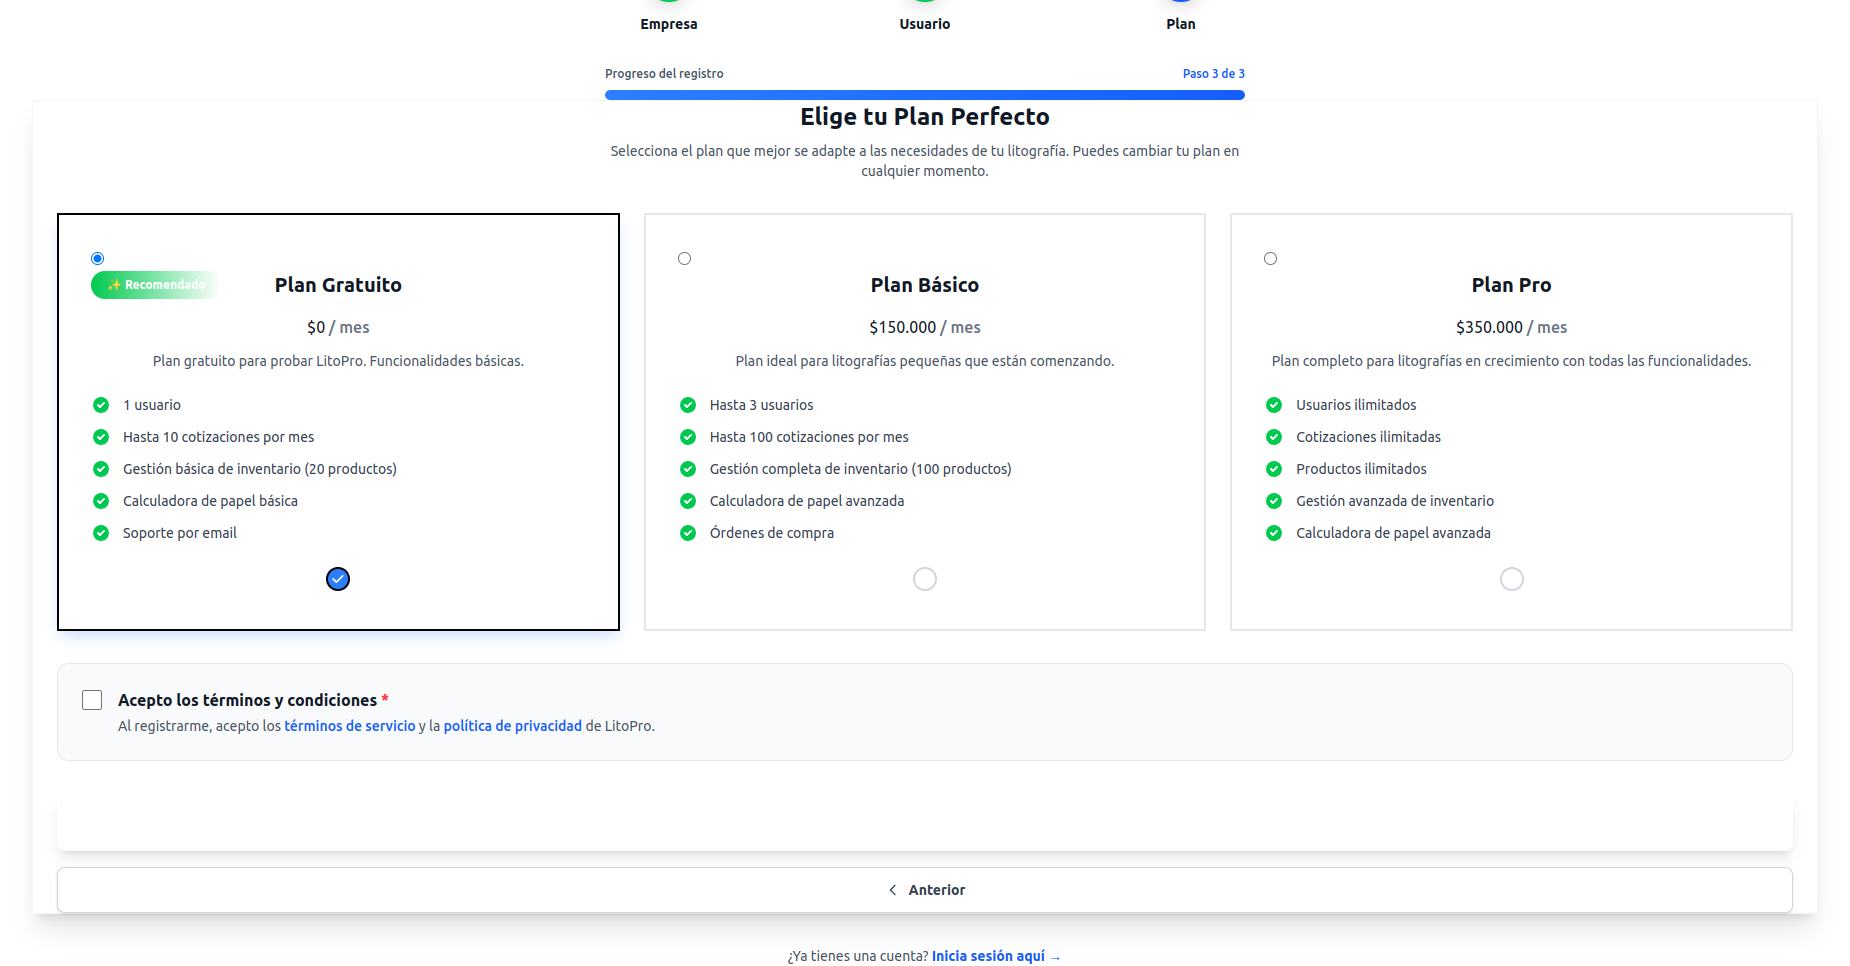 Empresa
Usuario
Plan
Progreso del registro
Paso 3 de 3
Elige tu Plan Perfecto
Selecciona el plan que mejor se adapte a las necesidades de tu litografía. Puedes cambiar tu plan en
cualquier momento.
✨ Recomendado
Plan Gratuito
$0 / mes
Plan gratuito para probar LitoPro. Funcionalidades básicas.
1 usuario
Hasta 10 cotizaciones por mes
Gestión básica de inventario (20 productos)
Calculadora de papel básica
Soporte por email
Plan Básico
$150.000 / mes
Plan ideal para litografías pequeñas que están comenzando.
Hasta 3 usuarios
Hasta 100 cotizaciones por mes
Gestión completa de inventario (100 productos)
Calculadora de papel avanzada
Órdenes de compra
Plan Pro
$350.000 / mes
Plan completo para litografías en crecimiento con todas las funcionalidades.
Usuarios ilimitados
Cotizaciones ilimitadas
Productos ilimitados
Gestión avanzada de inventario
Calculadora de papel avanzada
Acepto los términos y condiciones *
Al registrarme, acepto los términos de servicio y la política de privacidad de LitoPro.
Anterior
¿Ya tienes una cuenta? Inicia sesión aquí →